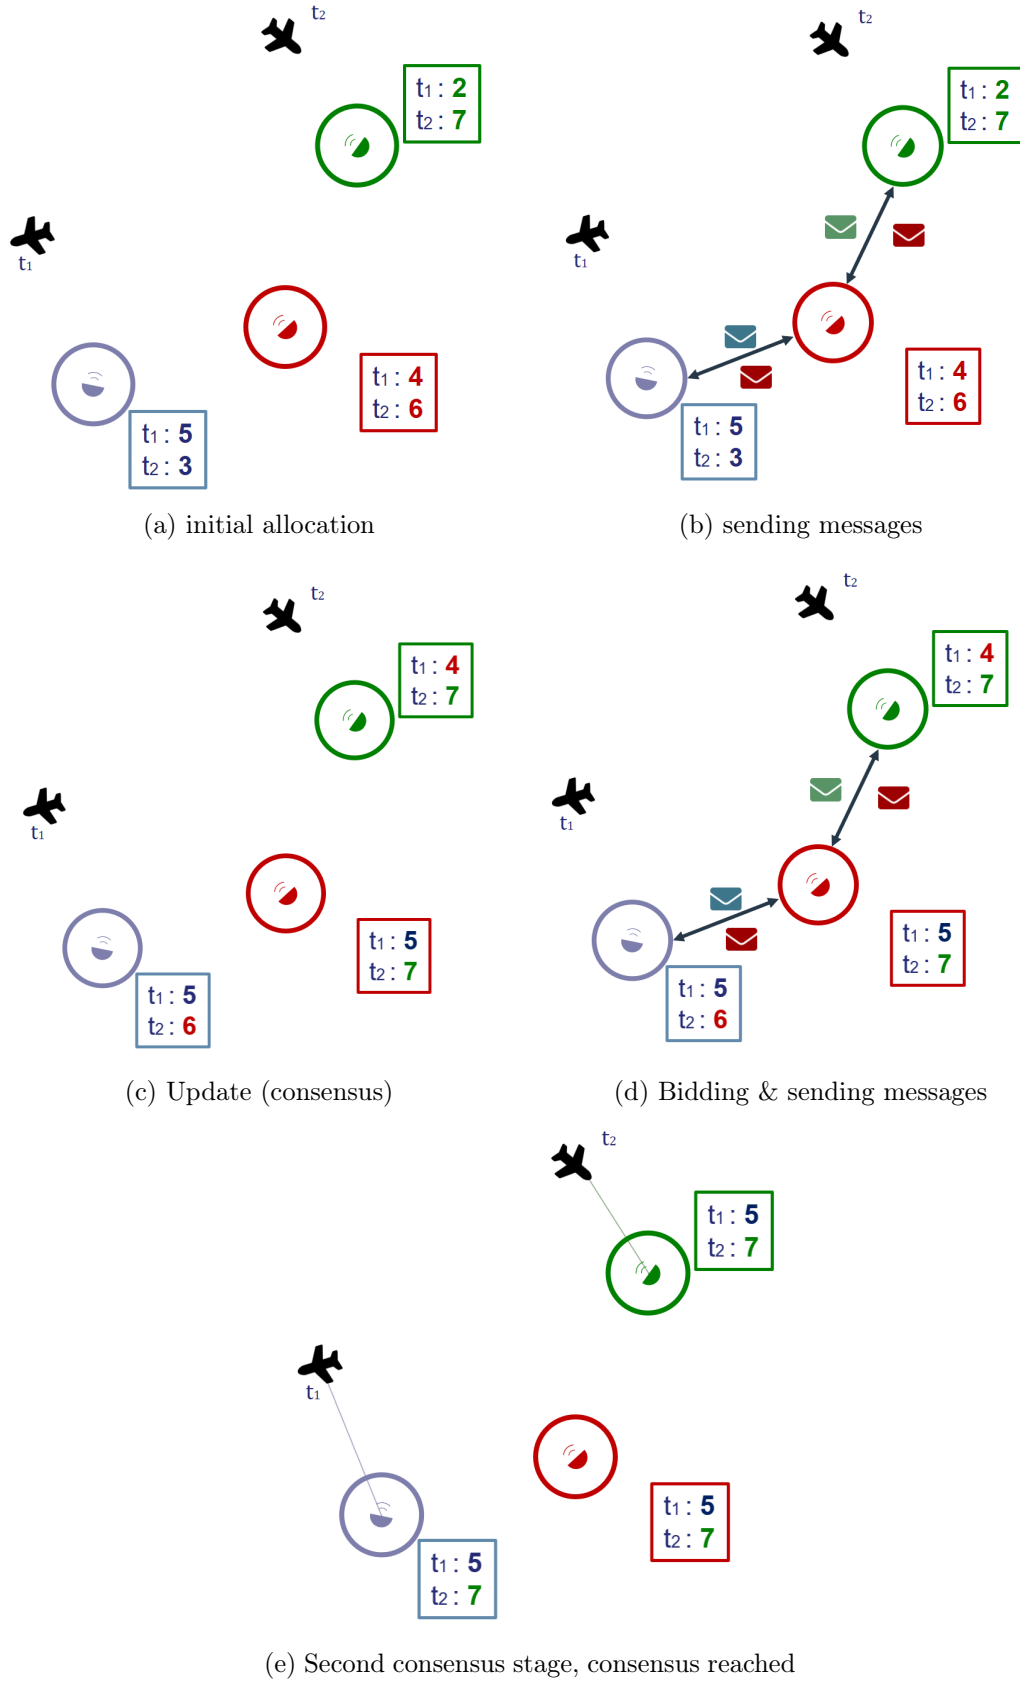 t₂
t₁ : 2
t₂ : 7
t₁
t₁ : 4
t₂ : 6
t₁ : 5
t₂ : 3
(a) initial allocation
t₂
t₁ : 2
t₂ : 7
t₁
t₁ : 4
t₂ : 6
t₁ : 5
t₂ : 3
(b) sending messages
t₂
t₁ : 4
t₂ : 7
t₁
t₁ : 5
t₂ : 7
t₁ : 5
t₂ : 6
(c) Update (consensus)
t₂
t₁ : 4
t₂ : 7
t₁
t₁ : 5
t₂ : 7
t₁ : 5
t₂ : 6
(d) Bidding & sending messages
t₂
t₁ : 5
t₂ : 7
t₁
t₁ : 5
t₂ : 7
t₁ : 5
t₂ : 7
(e) Second consensus stage, consensus reached